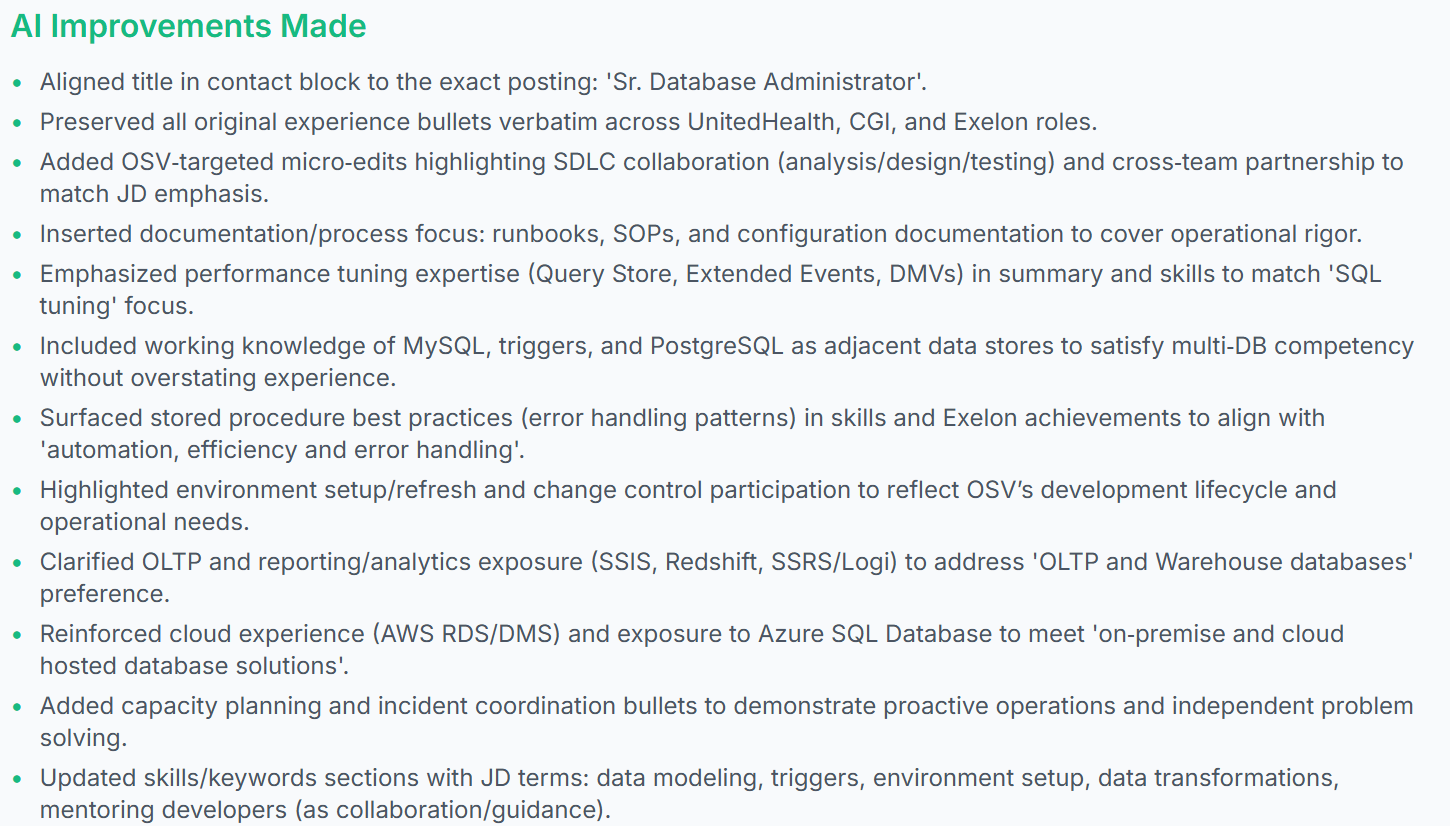 AI Improvements Made
• Aligned title in contact block to the exact posting: 'Sr. Database Administrator'.
• Preserved all original experience bullets verbatim across UnitedHealth, CGI, and Exelon roles.
• Added OSV-targeted micro-edits highlighting SDLC collaboration (analysis/design/testing) and cross-team partnership to
match JD emphasis.
• Inserted documentation/process focus: runbooks, SOPs, and configuration documentation to cover operational rigor.
• Emphasized performance tuning expertise (Query Store, Extended Events, DMVs) in summary and skills to match 'SQL
tuning' focus.
• Included working knowledge of MySQL, triggers, and PostgreSQL as adjacent data stores to satisfy multi-DB competency
without overstating experience.
• Surfaced stored procedure best practices (error handling patterns) in skills and Exelon achievements to align with
'automation, efficiency and error handling'.
• Highlighted environment setup/refresh and change control participation to reflect OSV’s development lifecycle and
operational needs.
• Clarified OLTP and reporting/analytics exposure (SSIS, Redshift, SSRS/Logi) to address 'OLTP and Warehouse databases'
preference.
• Reinforced cloud experience (AWS RDS/DMS) and exposure to Azure SQL Database to meet 'on-premise and cloud
hosted database solutions'.
• Added capacity planning and incident coordination bullets to demonstrate proactive operations and independent problem
solving.
• Updated skills/keywords sections with JD terms: data modeling, triggers, environment setup, data transformations,
mentoring developers (as collaboration/guidance).